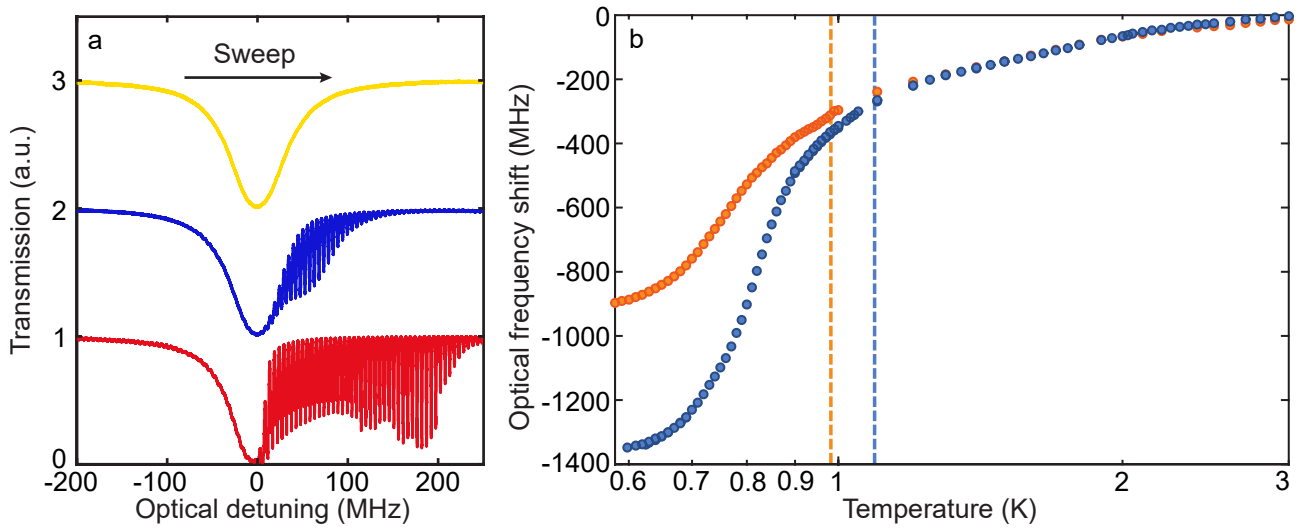 a
Sweep
Transmission (a.u.)
3
2
1
0
-200 -100 0 100 200
Optical detuning (MHz)
b
Optical frequency shift (MHz)
0
-200
-400
-600
-800
-1000
-1200
-1400
0.6 0.7 0.8 0.9 1 2 3
Temperature (K)